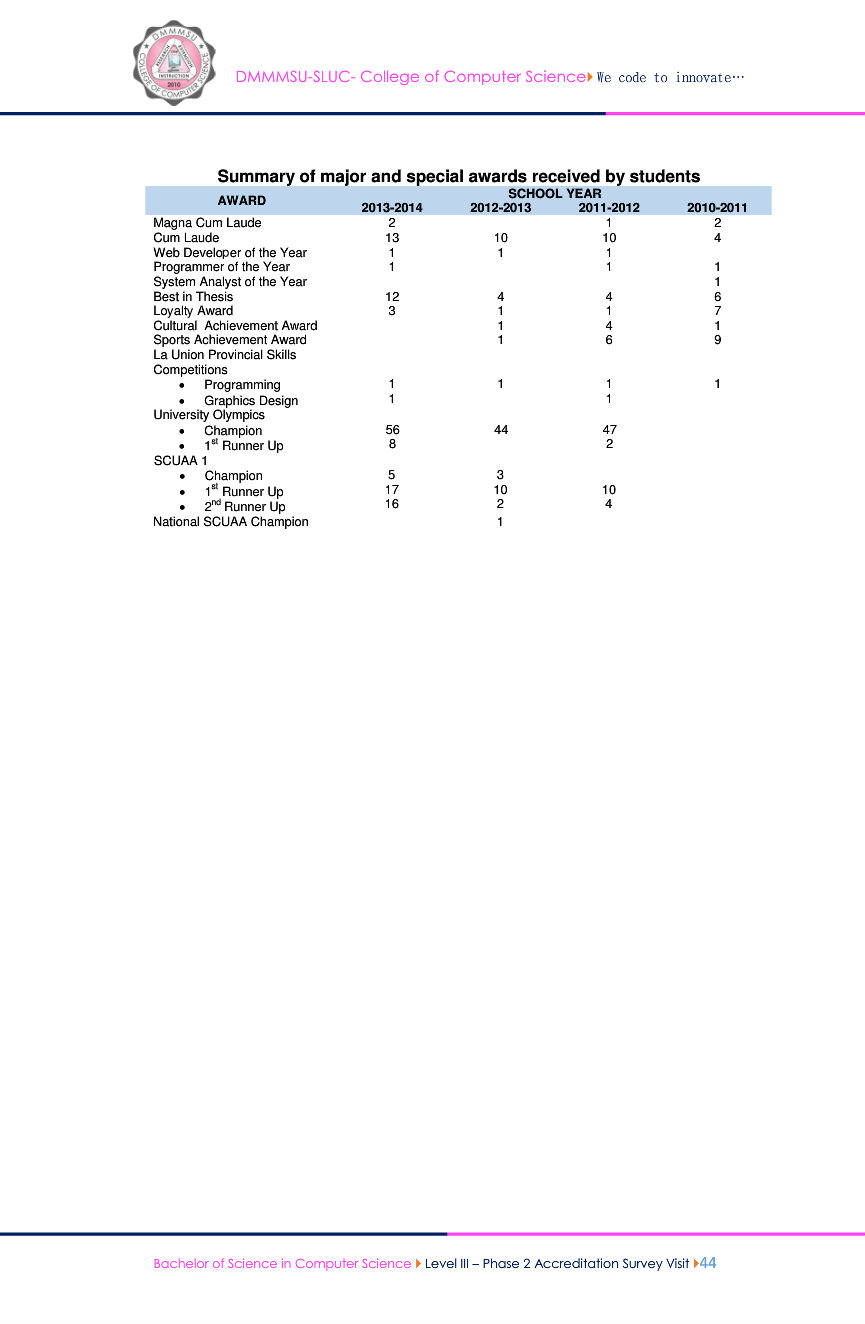 DMMMSU
RESEARCH
EXTENSION
INSTRUCTION
2010
COLLEGE OF COMPUTER SCIENCE
DMMMSU-SLUC- College of Computer Science We code to innovate…
Summary of major and special awards received by students
AWARD SCHOOL YEAR
2013-2014 2012-2013 2011-2012 2010-2011
Magna Cum Laude 2 1 2
Cum Laude 13 10 10 4
Web Developer of the Year 1 1 1
Programmer of the Year 1 1 1
System Analyst of the Year 1
Best in Thesis 12 4 4 6
Loyalty Award 3 1 1 7
Cultural Achievement Award 1 4 1
Sports Achievement Award 1 6 9
La Union Provincial Skills
Competitions
• Programming 1 1 1 1
• Graphics Design 1 1
University Olympics
• Champion 56 44 47
• 1st Runner Up 8 2
SCUAA 1
• Champion 5 3
• 1st Runner Up 17 10 10
• 2nd Runner Up 16 2 4
National SCUAA Champion 1
Bachelor of Science in Computer Science Level III – Phase 2 Accreditation Survey Visit 44